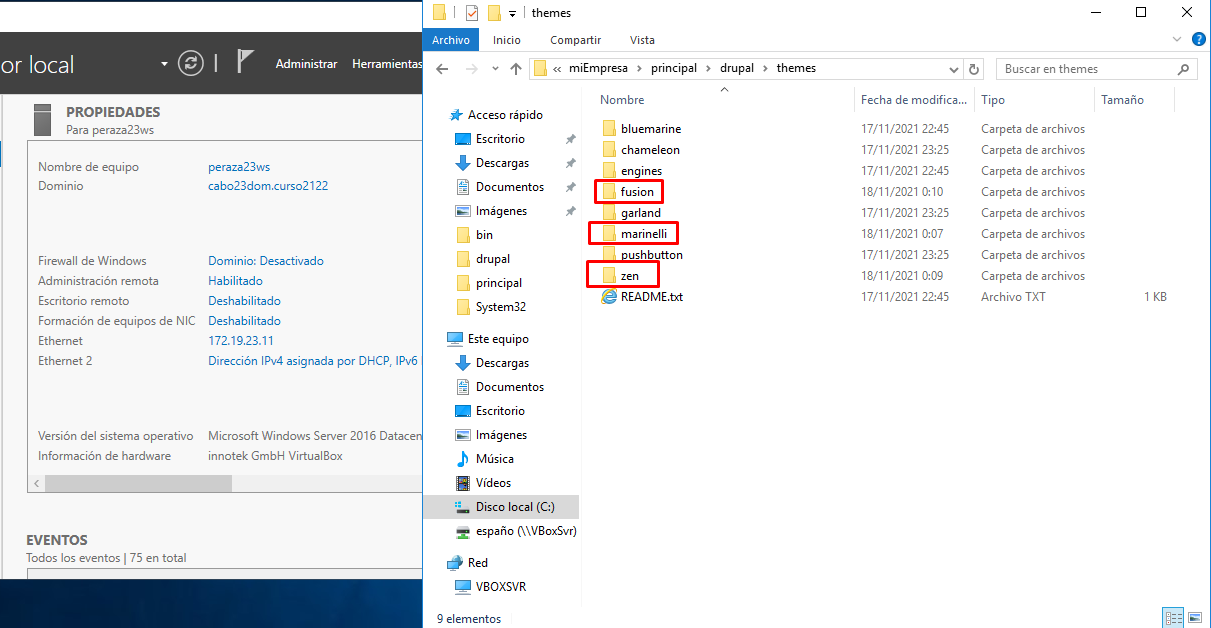 or local
Administrar
Herramientas
PROPIEDADES
Para peraza23ws
Nombre de equipo peraza23ws
Dominio cabo23dom.curso2122
Firewall de Windows Dominio: Desactivado
Administración remota Habilitado
Escritorio remoto Deshabilitado
Formación de equipos de NIC Deshabilitado
Ethernet 172.19.23.11
Ethernet 2 Dirección IPv4 asignada por DHCP, IPv6
Versión del sistema operativo Microsoft Windows Server 2016 Datacen
Información de hardware innotek GmbH VirtualBox
EVENTOS
Todos los eventos | 75 en total
themes
Archivo Inicio Compartir Vista
« miEmpresa > principal > drupal > themes
Buscar en themes
Acceso rápido
Escritorio
Descargas
Documentos
Imágenes
bin
drupal
principal
System32
Este equipo
Descargas
Documentos
Escritorio
Imágenes
Música
Vídeos
Disco local (C:)
españo (\\VBoxSvr)
Red
VBOXSVR
Nombre Fecha de modifica... Tipo Tamaño
bluemarine 17/11/2021 22:45 Carpeta de archivos
chameleon 17/11/2021 23:25 Carpeta de archivos
engines 17/11/2021 22:45 Carpeta de archivos
fusion 18/11/2021 0:10 Carpeta de archivos
garland 17/11/2021 23:25 Carpeta de archivos
marinelli 18/11/2021 0:07 Carpeta de archivos
pushbutton 17/11/2021 23:25 Carpeta de archivos
zen 18/11/2021 0:09 Carpeta de archivos
README.txt 17/11/2021 22:45 Archivo TXT 1 KB
9 elementos